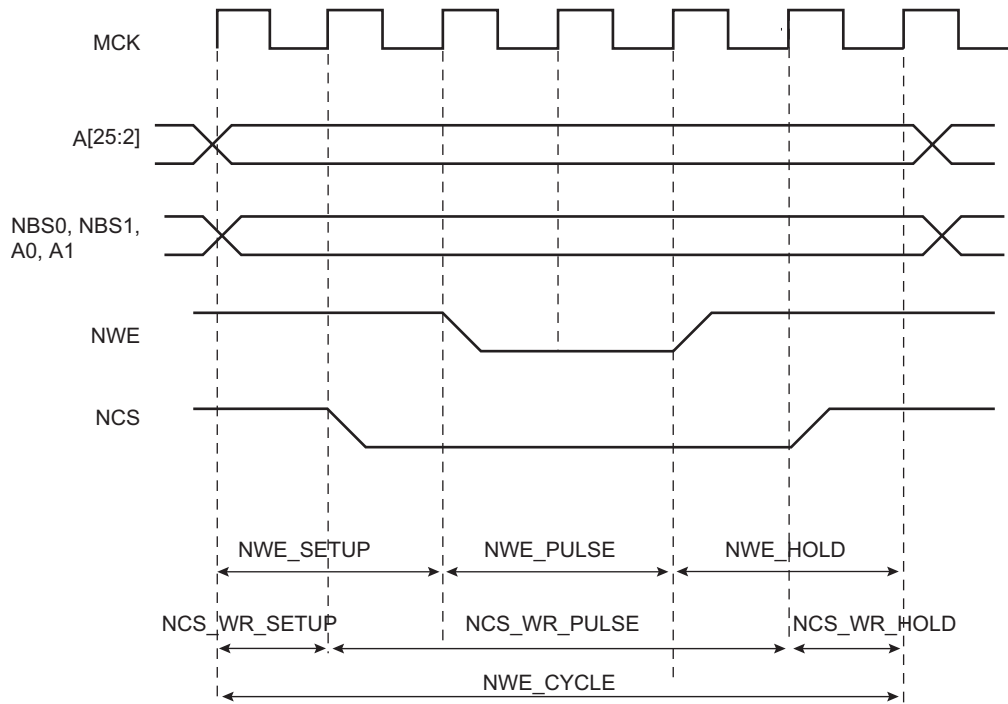 MCK
A[25:2]
NBS0, NBS1,
A0, A1
NWE
NCS
NWE_SETUP NWE_PULSE NWE_HOLD
NCS_WR_SETUP NCS_WR_PULSE NCS_WR_HOLD
NWE_CYCLE